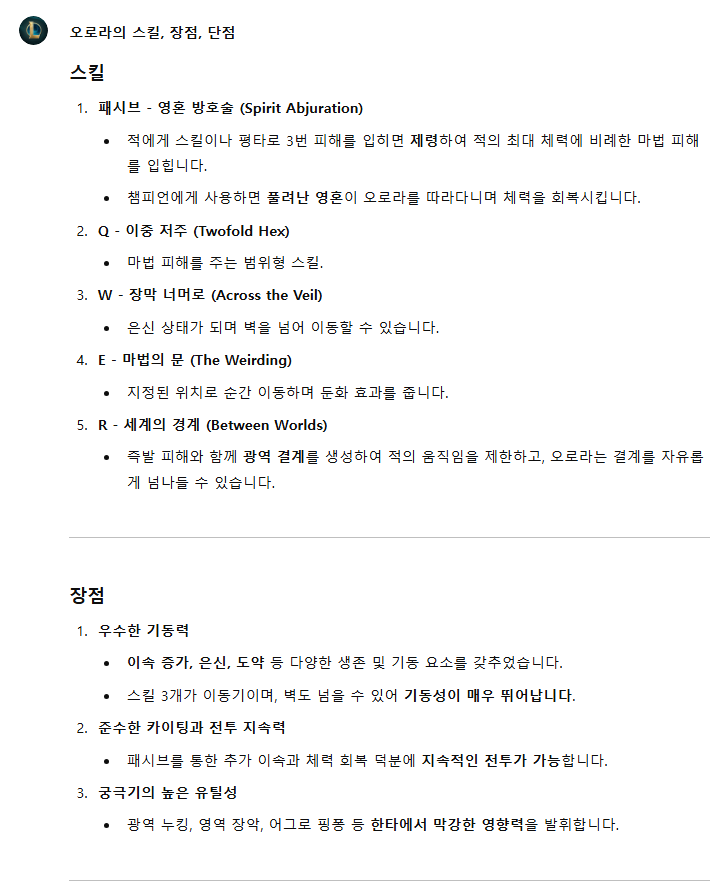 오로라의 스킬, 장점, 단점
스킬
1. 패시브 - 영혼 방호술 (Spirit Abjuration)
• 적에게 스킬이나 평타로 3번 피해를 입히면 제령하여 적의 최대 체력에 비례한 마법 피해
를 입힙니다.
• 챔피언에게 사용하면 풀려난 영혼이 오로라를 따라다니며 체력을 회복시킵니다.
2. Q - 이중 저주 (Twofold Hex)
• 마법 피해를 주는 범위형 스킬.
3. W - 장막 너머로 (Across the Veil)
• 은신 상태가 되며 벽을 넘어 이동할 수 있습니다.
4. E - 마법의 문 (The Weirding)
• 지정된 위치로 순간 이동하며 둔화 효과를 줍니다.
5. R - 세계의 경계 (Between Worlds)
• 즉발 피해와 함께 광역 결계를 생성하여 적의 움직임을 제한하고, 오로라는 결계를 자유롭
게 넘나들 수 있습니다.
장점
1. 우수한 기동력
• 이속 증가, 은신, 도약 등 다양한 생존 및 기동 요소를 갖추었습니다.
• 스킬 3개가 이동기이며, 벽도 넘을 수 있어 기동성이 매우 뛰어납니다.
2. 준수한 카이팅과 전투 지속력
• 패시브를 통한 추가 이속과 체력 회복 덕분에 지속적인 전투가 가능합니다.
3. 궁극기의 높은 유틸성
• 광역 누킹, 영역 장악, 어그로 핑퐁 등 한타에서 막강한 영향력을 발휘합니다.